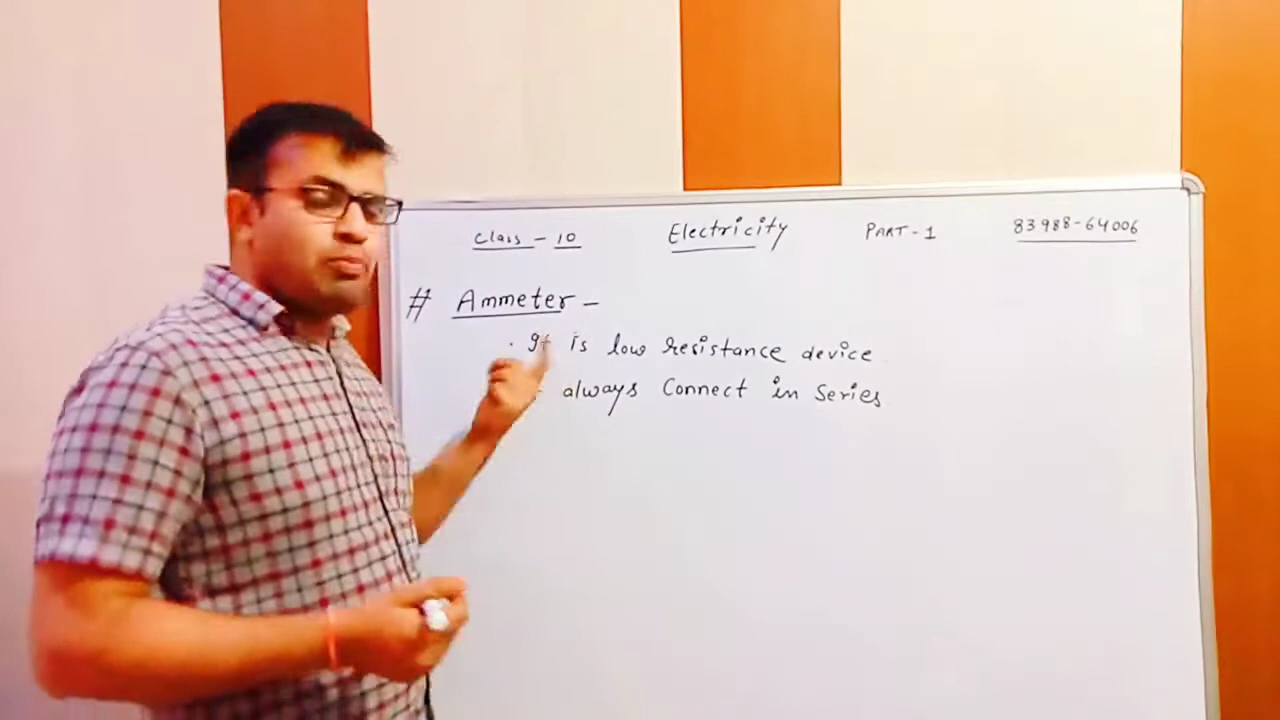 Class - 10 Electricity PART - 1 83988-64006
# Ammeter -
· It is low resistance device
always Connect in Series